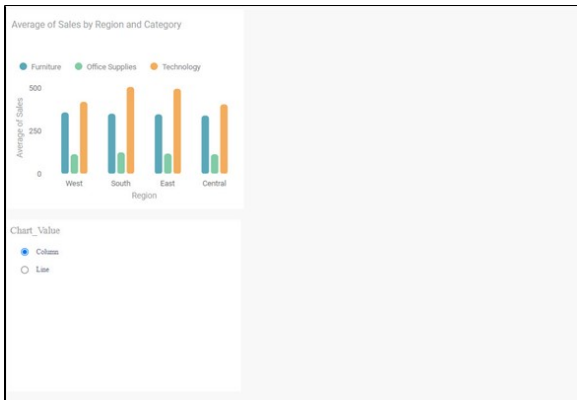 Average of Sales by Region and Category
Furniture Office Supplies Technology
Average of Sales
500
250
0
West South East Central
Region
Chart_Value
Column
Line